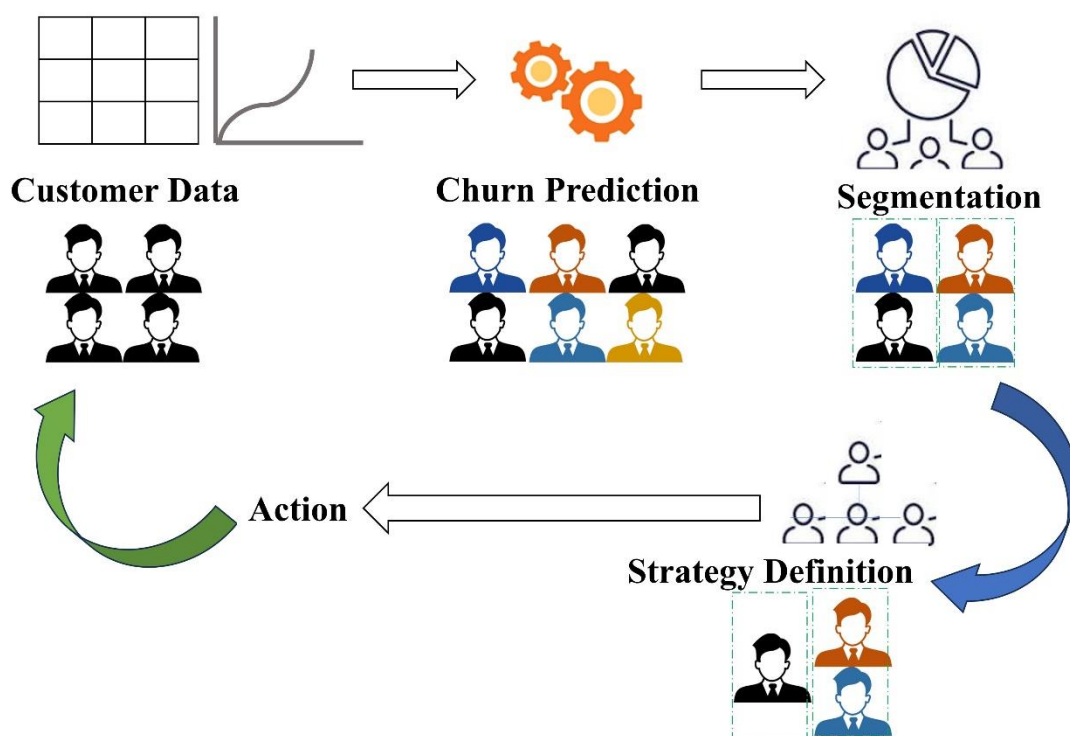 Customer Data
Churn Prediction
Segmentation
Action
Strategy Definition